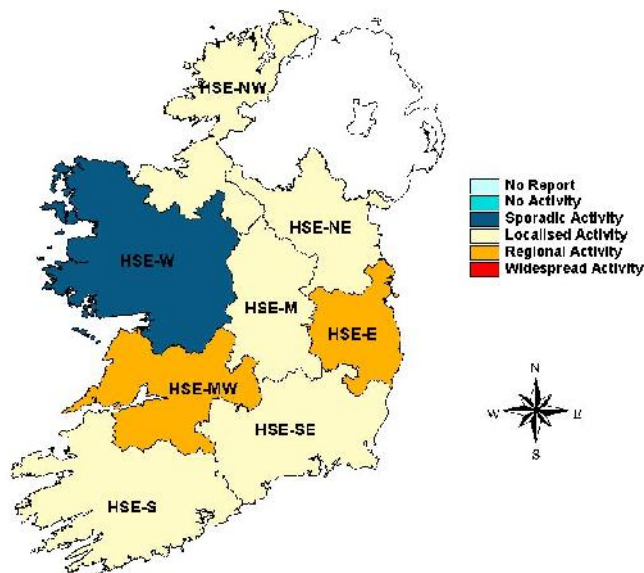 HSE-NW
HSE-NE
HSE-W
HSE-M
HSE-E
HSE-MW
HSE-SE
HSE-S
No Report
No Activity
Sporadic Activity
Localised Activity
Regional Activity
Widespread Activity
N
W E
S